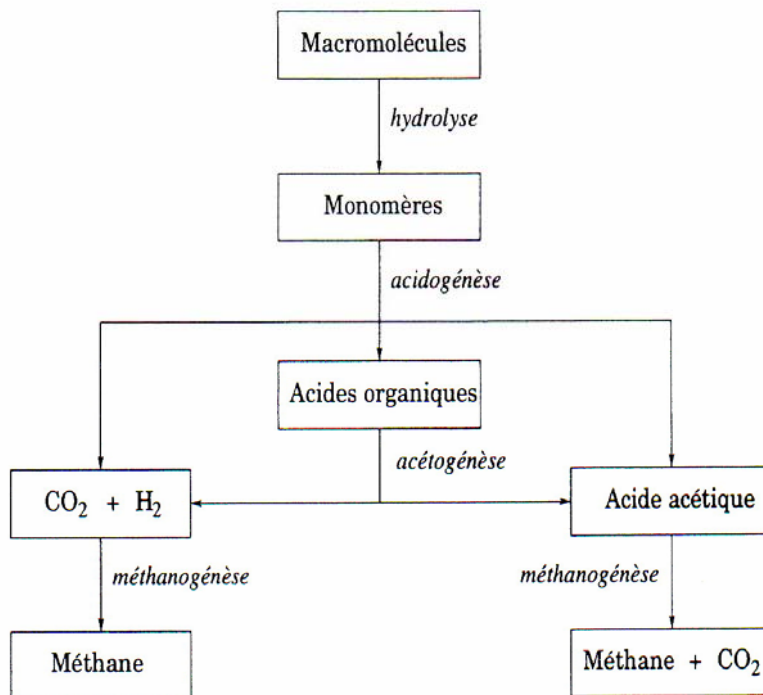 Macromolécules
hydrolyse
Monomères
acidogénèse
Acides organiques
acétogénèse
CO₂ + H₂
Acide acétique
méthanogénèse
méthanogénèse
Méthane
Méthane + CO₂